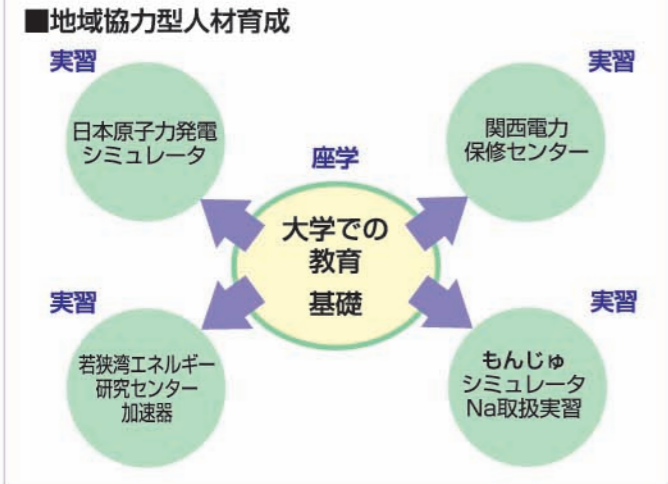 ■地域協力型人材育成
実習
日本原子力発電
シミュレータ
実習
関西電力
保修センター
座学
大学での
教育
基礎
実習
若狭湾エネルギー
研究センター
加速器
実習
もんじゅ
シミュレータ
Na取扱実習